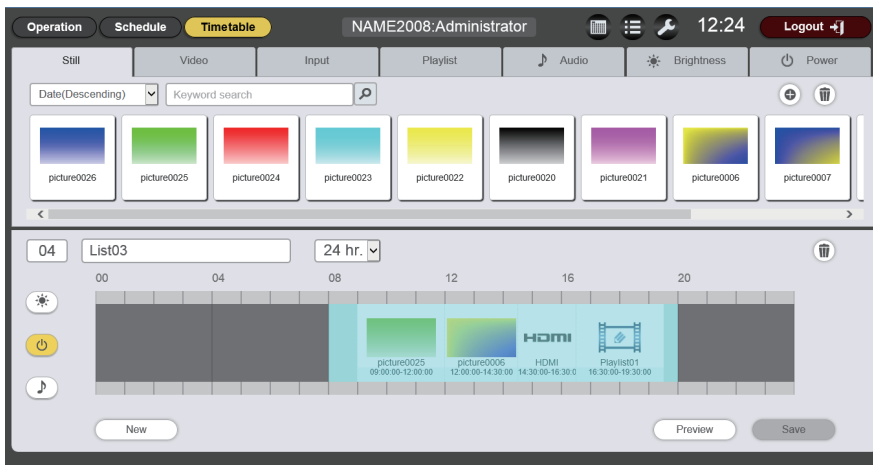 Operation Schedule Timetable NAME2008:Administrator 12:24 Logout
Still Video Input Playlist Audio Brightness Power
Date(Descending) Keyword search
picture0026 picture0025 picture0024 picture0023 picture0022 picture0020 picture0021 picture0006 picture0007
04 List03 24 hr.
00 04 08 12 16 20
HDMI
picture0025 picture0006 HDMI Playlist01
09:00:00-12:00:00 12:00:00-14:30:00 14:30:00-16:30:0 16:30:00-19:30:00
New Preview Save